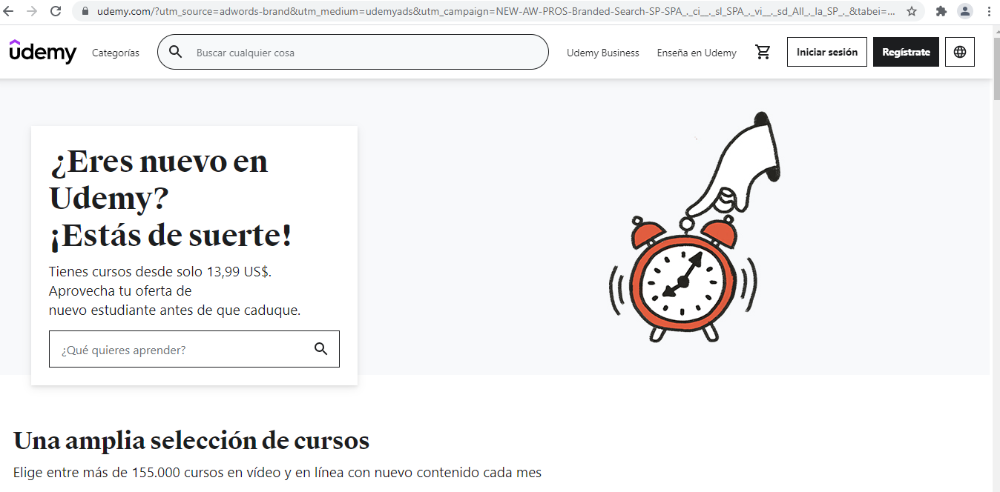 udemy.com/?utm_source=adwords-brand&utm_medium=udemyads&utm_campaign=NEW-AW-PROS-Branded-Search-SP-SPA_._ci__._sl_SPA_._vi__._sd_All_._la_SP_._&tabei=...
udemy Categorías Buscar cualquier cosa Udemy Business Enseña en Udemy Iniciar sesión Regístrate
¿Eres nuevo en
Udemy?
¡Estás de suerte!
Tienes cursos desde solo 13,99 US$.
Aprovecha tu oferta de
nuevo estudiante antes de que caduque.
¿Qué quieres aprender?
Una amplia selección de cursos
Elige entre más de 155.000 cursos en vídeo y en línea con nuevo contenido cada mes